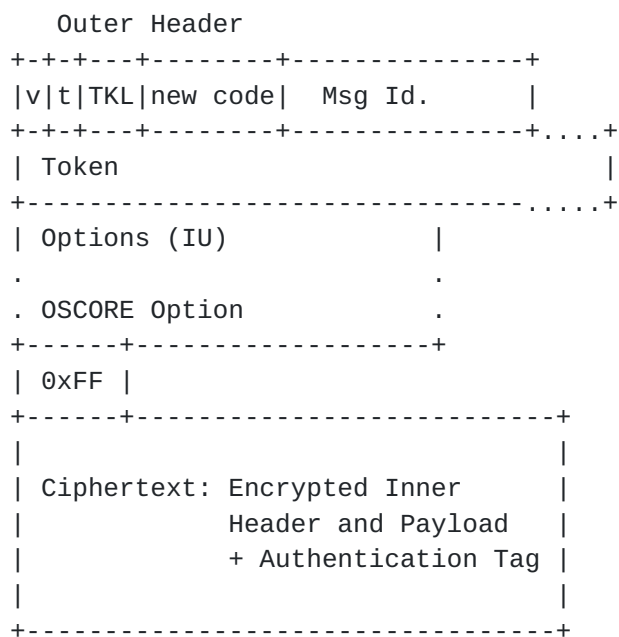 Outer Header
+-+-+---+--------+---------------+
|v|t|TKL|new code|  Msg Id.      |
+-+-+---+--------+---------------+....+
| Token                               |
+--------------------------------.....+
| Options (IU)             |
.                          .
. OSCORE Option            .
+------+-------------------+
| 0xFF |
+------+---------------------------+
|                                  |
| Ciphertext: Encrypted Inner      |
|             Header and Payload   |
|             + Authentication Tag |
|                                  |
+----------------------------------+